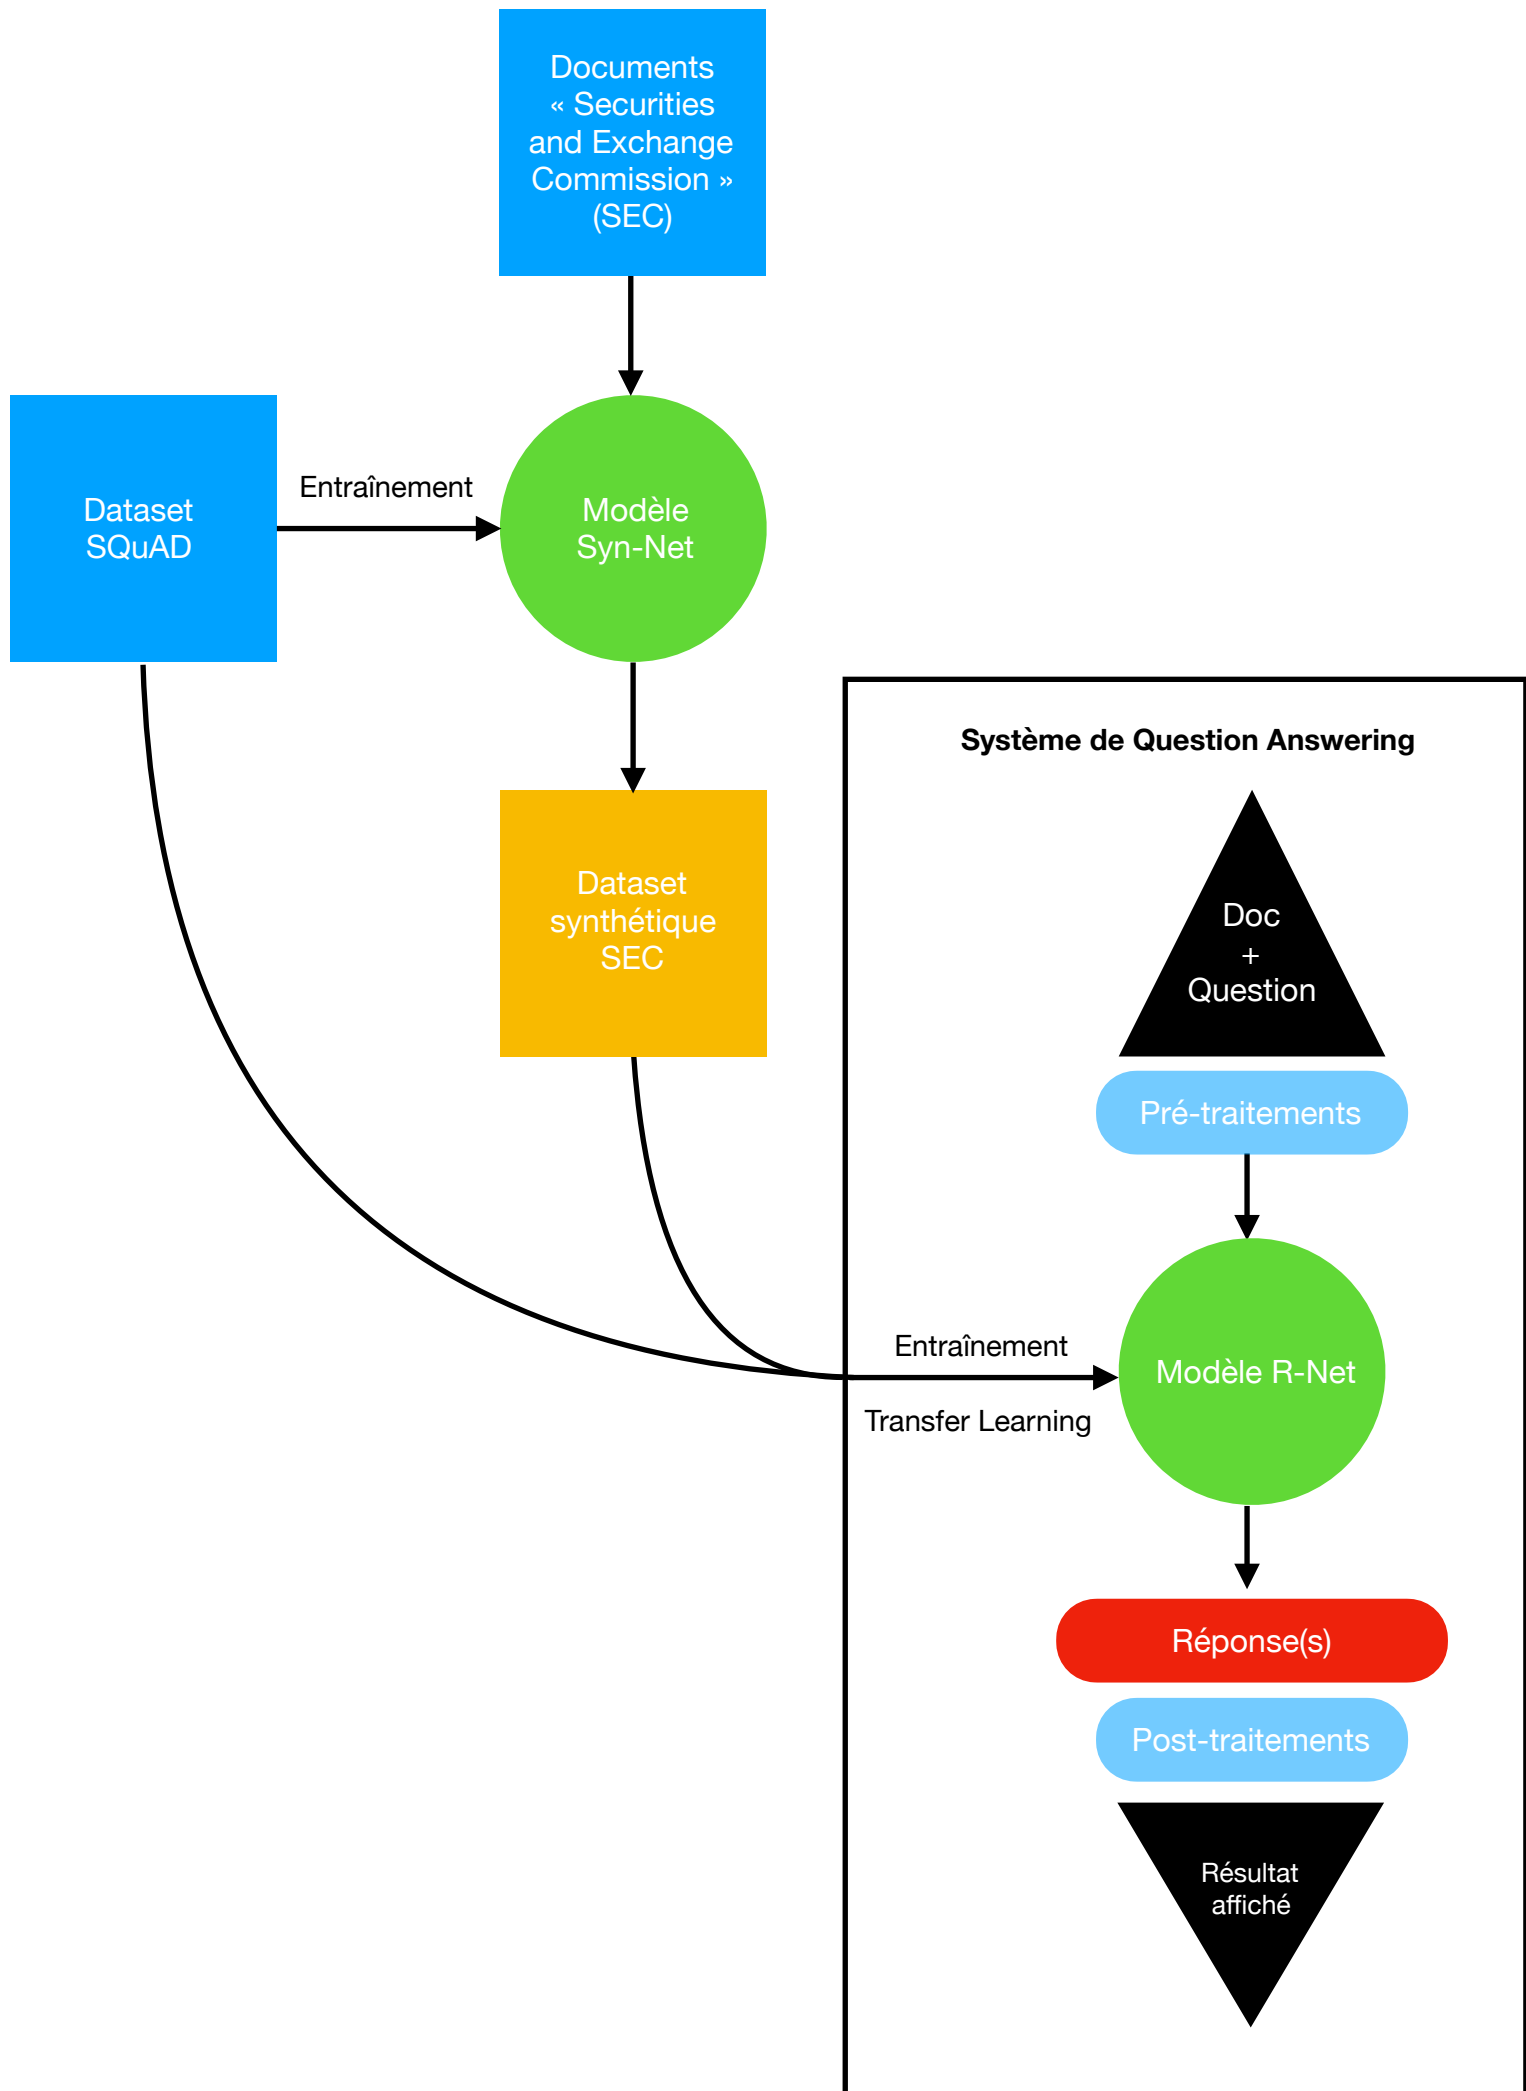 Documents
« Securities
and Exchange
Commission »
(SEC)
Dataset
SQuAD
Entraînement
Modèle
Syn-Net
Dataset
synthétique
SEC
Système de Question Answering
Doc
+
Question
Pré-traitements
Entraînement
Transfer Learning
Modèle R-Net
Réponse(s)
Post-traitements
Résultat
affiché